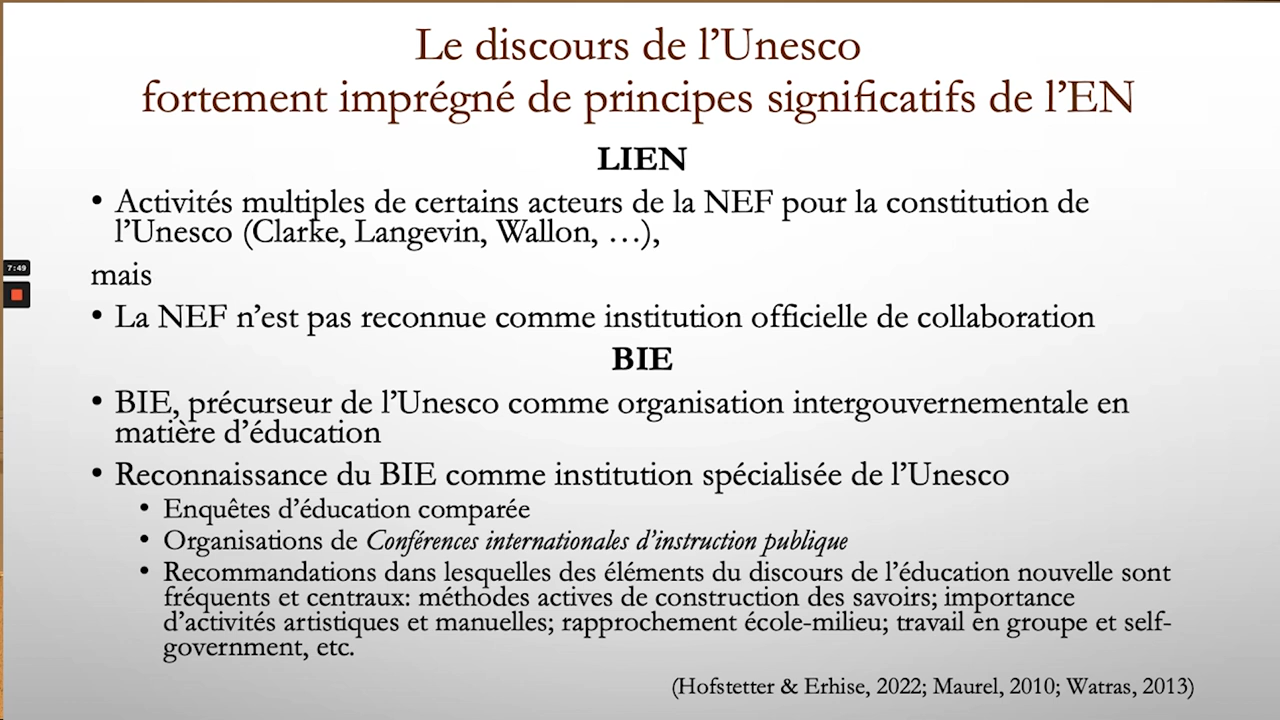 Le discours de l’Unesco
fortement imprégné de principes significatifs de l’EN
LIEN
• Activités multiples de certains acteurs de la NEF pour la constitution de
l’Unesco (Clarke, Langevin, Wallon, …),
mais
• La NEF n’est pas reconnue comme institution officielle de collaboration
BIE
• BIE, précurseur de l’Unesco comme organisation intergouvernementale en
matière d’éducation
• Reconnaissance du BIE comme institution spécialisée de l’Unesco
• Enquêtes d’éducation comparée
• Organisations de Conférences internationales d’instruction publique
• Recommandations dans lesquelles des éléments du discours de l’éducation nouvelle sont
fréquents et centraux: méthodes actives de construction des savoirs; importance
d’activités artistiques et manuelles; rapprochement école-milieu; travail en groupe et self-
government, etc.
(Hofstetter & Erhise, 2022; Maurel, 2010; Watras, 2013)
7:49